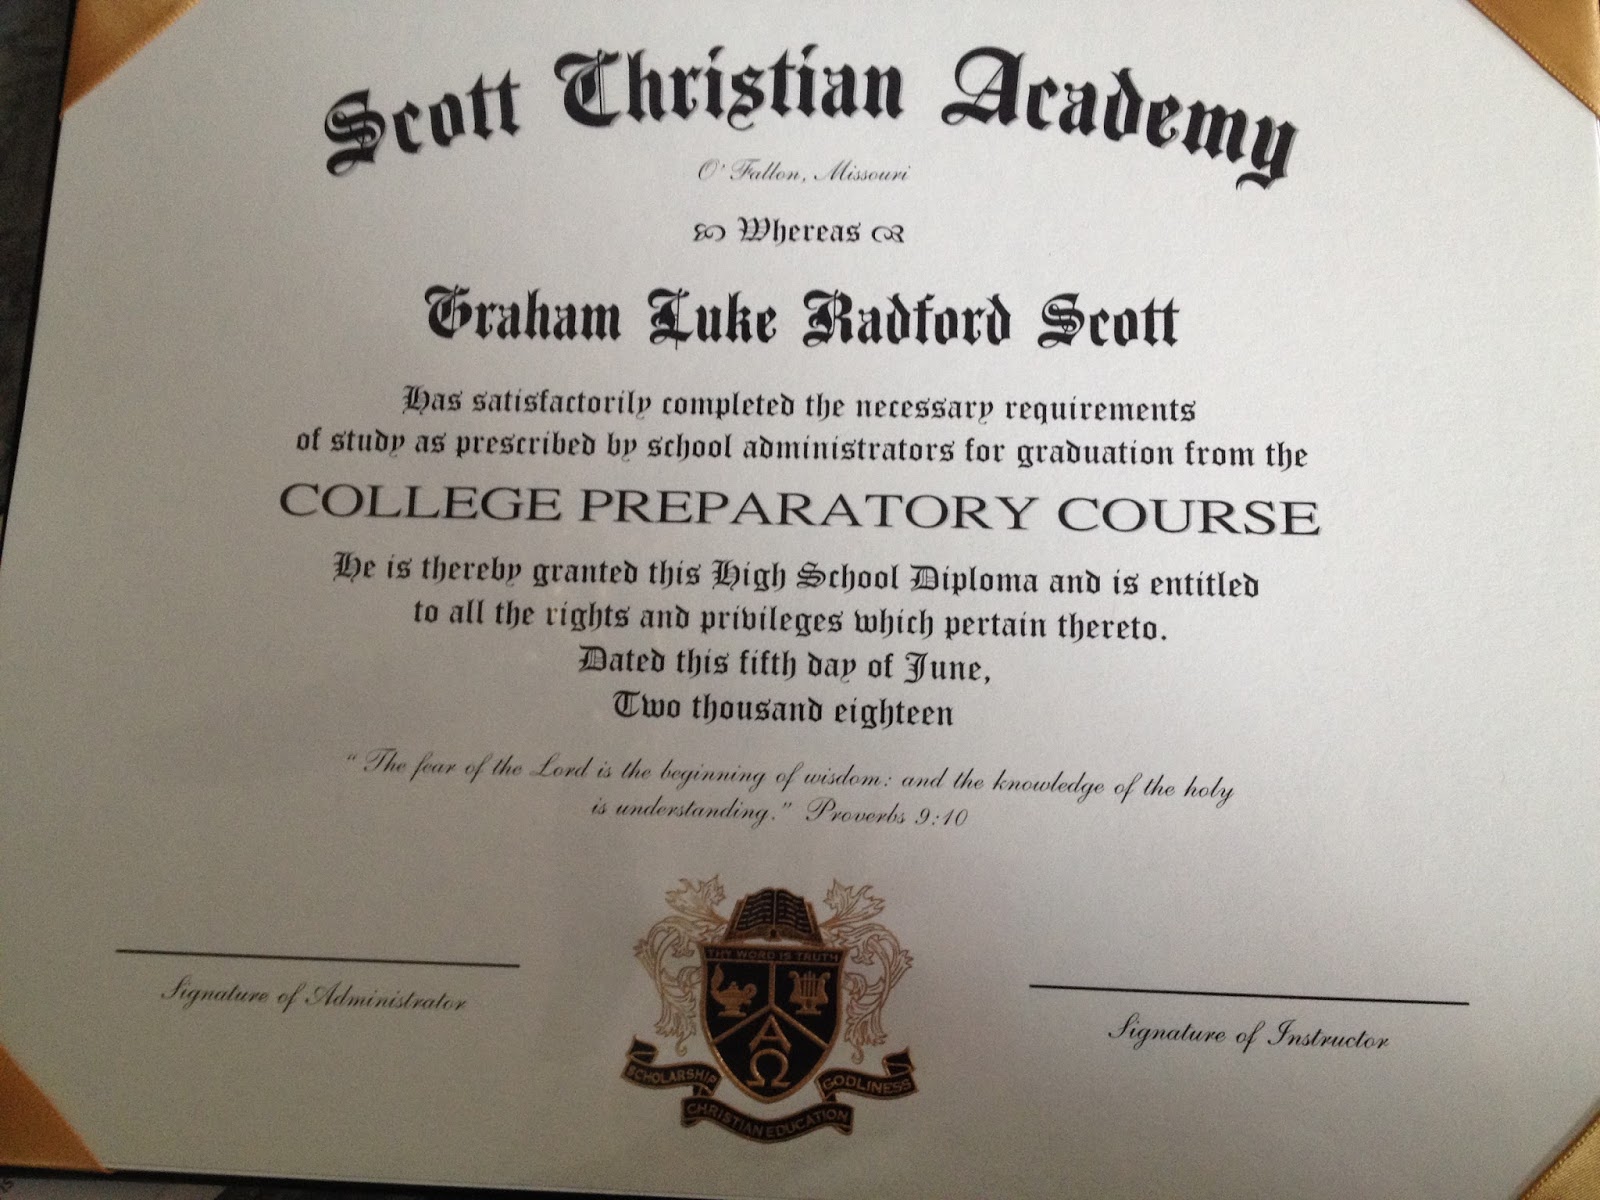 Scott Christian Academy
O' Fallon, Missouri
Whereas
Graham Luke Radford Scott
Has satisfactorily completed the necessary requirements
of study as prescribed by school administrators for graduation from the
COLLEGE PREPARATORY COURSE
He is thereby granted this High School Diploma and is entitled
to all the rights and privileges which pertain thereto.
Dated this fifth day of June,
Two thousand eighteen
“The fear of the Lord is the beginning of wisdom: and the knowledge of the holy
is understanding.” Proverbs 9:10
THY WORD IS TRUTH
Α
Ω
SCHOLARSHIP
GODLINESS
CHRISTIAN EDUCATION
Signature of Administrator
Signature of Instructor